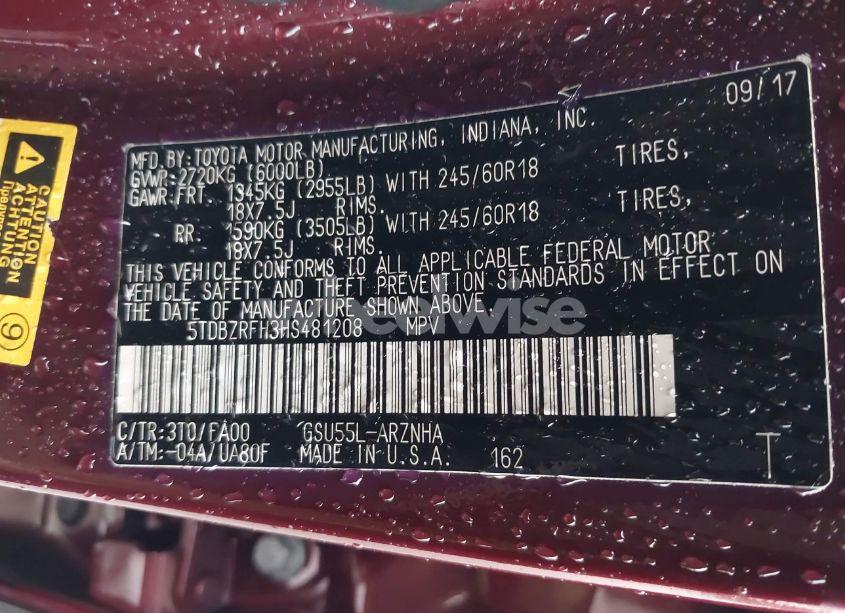 09/17
MFD. BY: TOYOTA MOTOR MANUFACTURING, INDIANA, INC.
GVWR: 2720KG (6000LB)
GAWR: FRT. 1345KG (2955LB) WITH 245/60R18 TIRES,
18X7.5J RIMS.
RR. 1590KG (3505LB) WITH 245/60R18 TIRES,
18X7.5J RIMS.
THIS VEHICLE CONFORMS TO ALL APPLICABLE FEDERAL MOTOR
VEHICLE SAFETY AND THEFT PREVENTION STANDARDS IN EFFECT ON
THE DATE OF MANUFACTURE SHOWN ABOVE.
5TDBZRFH3HS481208 MPV
C/TR: 3T0/FA00 GSU55L-ARZNHA
A/TM: -04A/UA80F MADE IN U.S.A. 162 T
CAUTION
ATTENTION
ACHTUNG
9